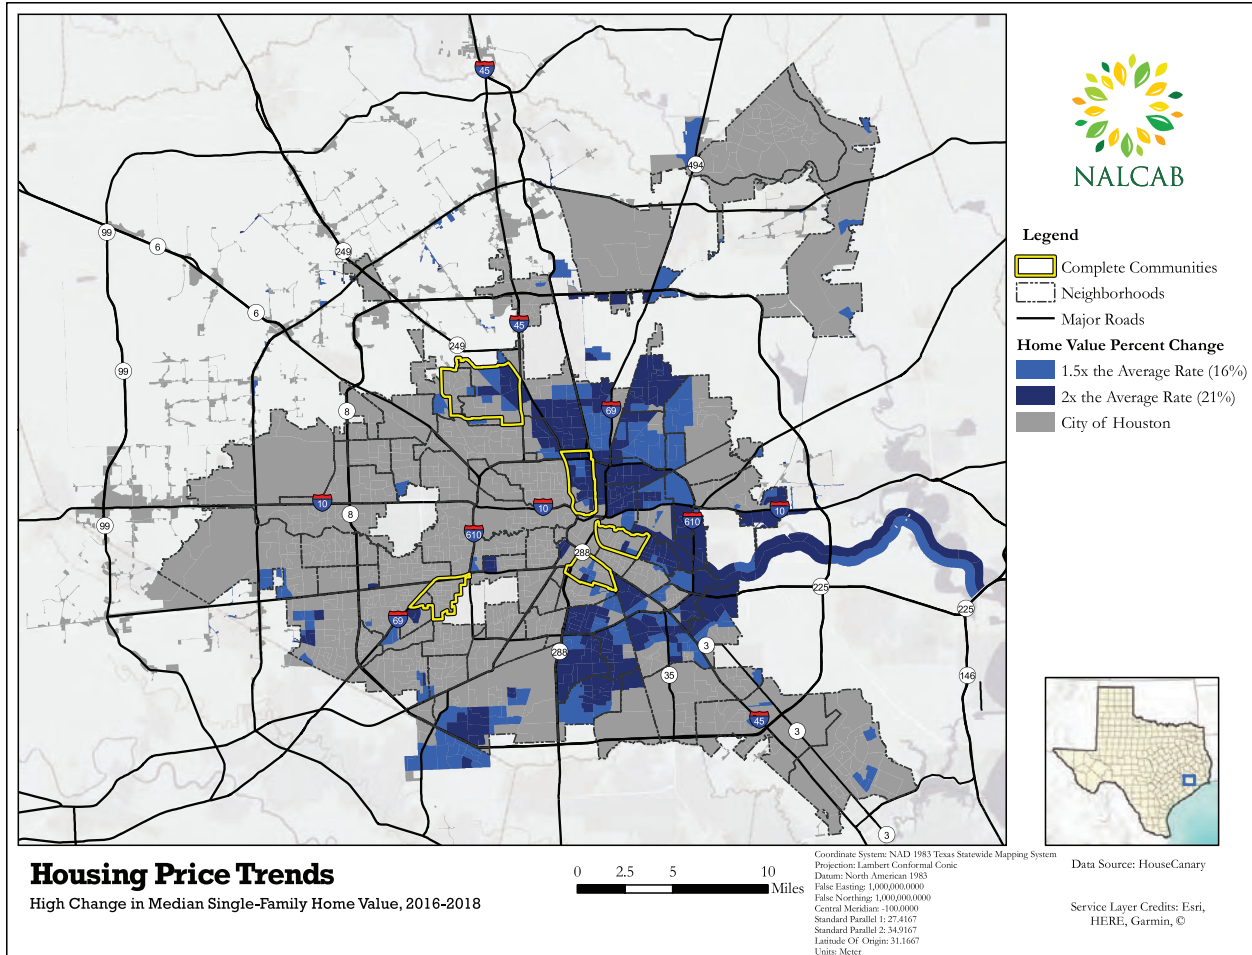 45
494
99
6
249
6
45
249
99
69
8
10
10
10
99
8
610
610
288
225
225
69
288
3
35
146
45
3
3
NALCAB
Legend
Complete Communities
Neighborhoods
Major Roads
Home Value Percent Change
1.5x the Average Rate (16%)
2x the Average Rate (21%)
City of Houston
Housing Price Trends
High Change in Median Single-Family Home Value, 2016-2018
0 2.5 5 10
Miles
Coordinate System: NAD 1983 Texas Statewide Mapping System
Projection: Lambert Conformal Conic
Datum: North American 1983
False Easting: 1,000,000.0000
False Northing: 1,000,000.0000
Central Meridian: -100.0000
Standard Parallel 1: 27.4167
Standard Parallel 2: 34.9167
Latitude Of Origin: 31.1667
Units: Meter
Data Source: HouseCanary
Service Layer Credits: Esri,
HERE, Garmin, ©